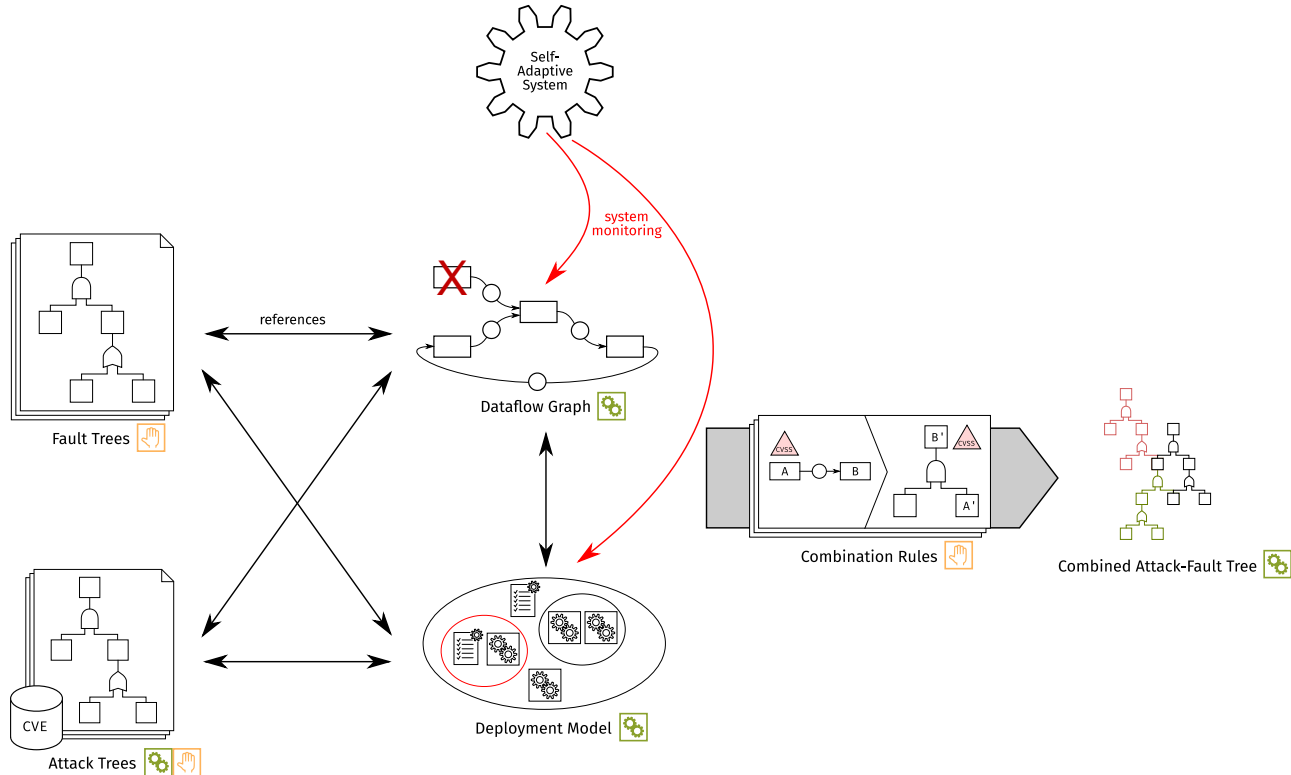 Self-
Adaptive
System
system
monitoring
references
Dataflow Graph
Fault Trees
CVSS
A
B
B'
CVSS
A'
Combination Rules
Combined Attack-Fault Tree
CVE
Attack Trees
Deployment Model